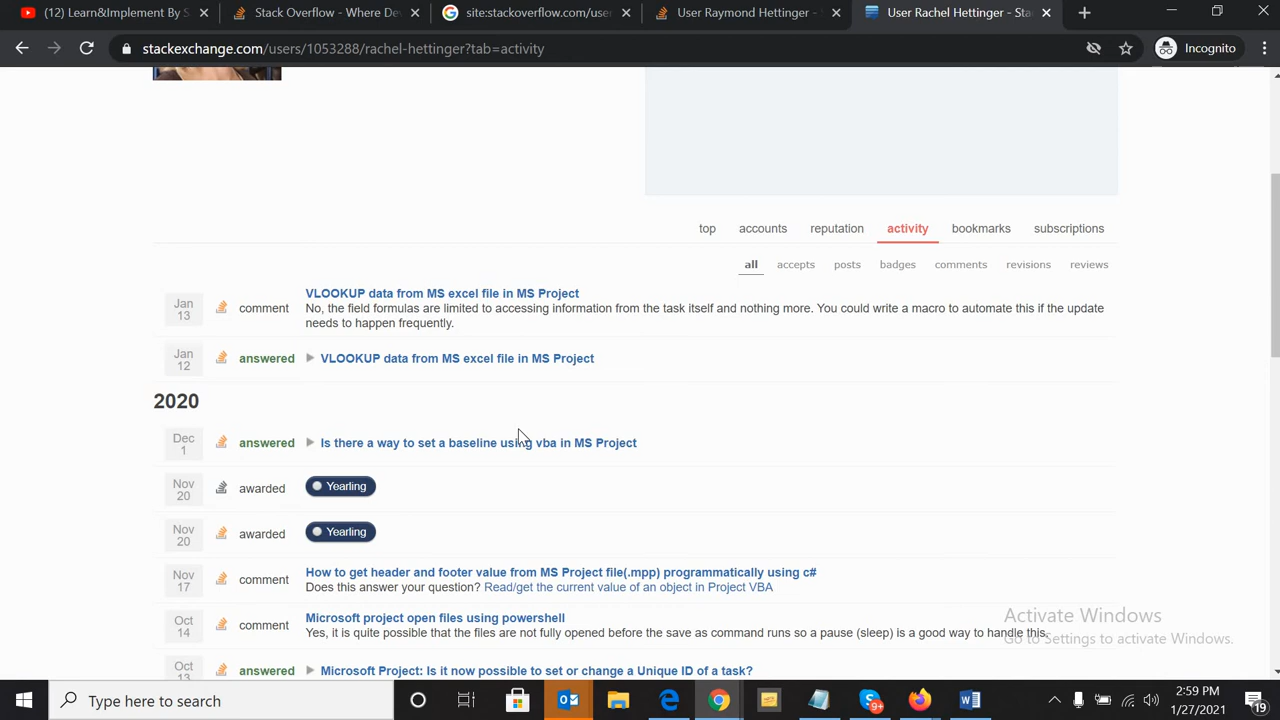 (12) Learn&Implement By S
Stack Overflow - Where De
site:stackoverflow.com/use
User Raymond Hettinger -
User Rachel Hettinger - Sta
stackexchange.com/users/1053288/rachel-hettinger?tab=activity
Incognito
top accounts reputation activity bookmarks subscriptions
all accepts posts badges comments revisions reviews
Jan 13 comment VLOOKUP data from MS excel file in MS Project
No, the field formulas are limited to accessing information from the task itself and nothing more. You could write a macro to automate this if the update
needs to happen frequently.
Jan 12 answered VLOOKUP data from MS excel file in MS Project
2020
Dec 1 answered Is there a way to set a baseline using vba in MS Project
Nov 20 awarded Yearling
Nov 20 awarded Yearling
Nov 17 comment How to get header and footer value from MS Project file(.mpp) programmatically using c#
Does this answer your question? Read/get the current value of an object in Project VBA
Oct 14 comment Microsoft project open files using powershell
Yes, it is quite possible that the files are not fully opened before the save as command runs so a pause (sleep) is a good way to handle this.
Oct 13 answered Microsoft Project: Is it now possible to set or change a Unique ID of a task?
Activate Windows
Go to Settings to activate Windows.
Type here to search
9+
2:59 PM
1/27/2021
19